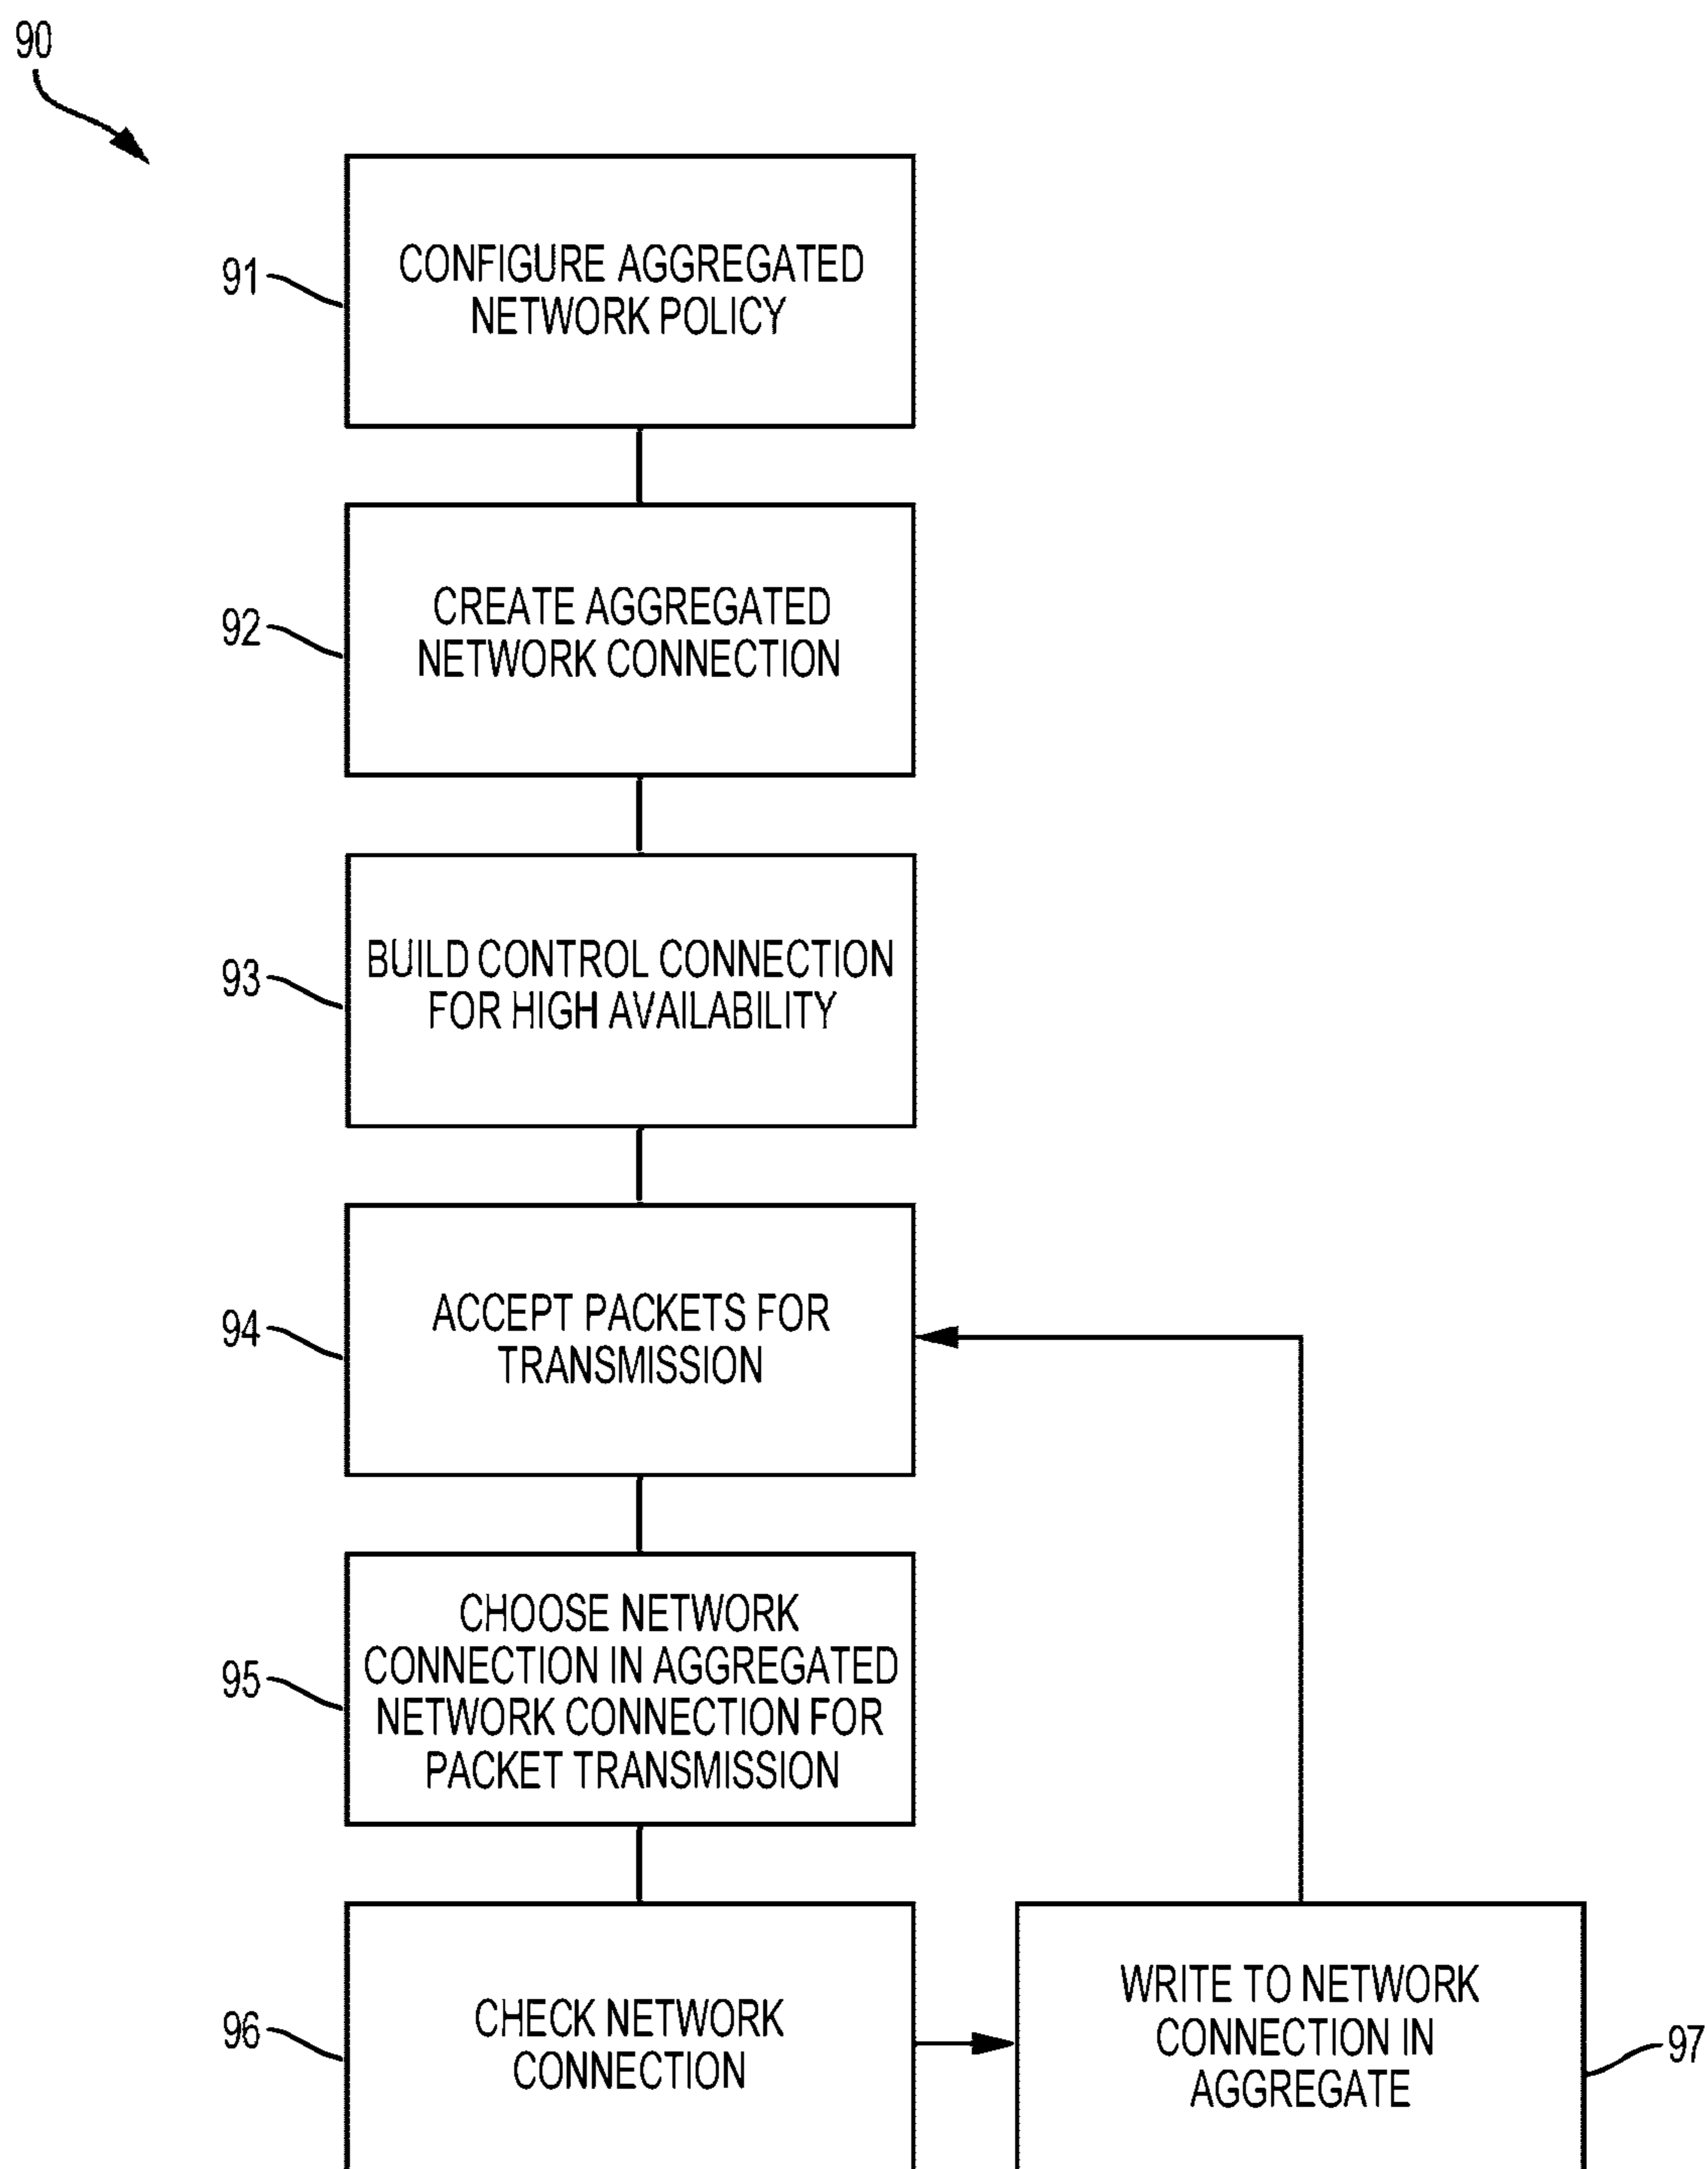 90
91
CONFIGURE AGGREGATED
NETWORK POLICY
92
CREATE AGGREGATED
NETWORK CONNECTION
93
BUILD CONTROL CONNECTION
FOR HIGH AVAILABILITY
94
ACCEPT PACKETS FOR
TRANSMISSION
95
CHOOSE NETWORK
CONNECTION IN AGGREGATED
NETWORK CONNECTION FOR
PACKET TRANSMISSION
96
CHECK NETWORK
CONNECTION
WRITE TO NETWORK
CONNECTION IN
AGGREGATE
97